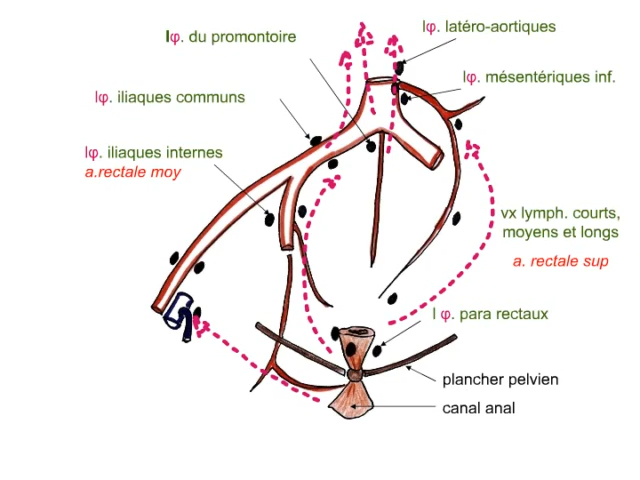 lφ. latéro-aortiques
lφ. du promontoire
lφ. mésentériques inf.
lφ. iliaques communs
lφ. iliaques internes
a.rectale moy
vx lymph. courts,
moyens et longs
a. rectale sup
l φ. para rectaux
plancher pelvien
canal anal